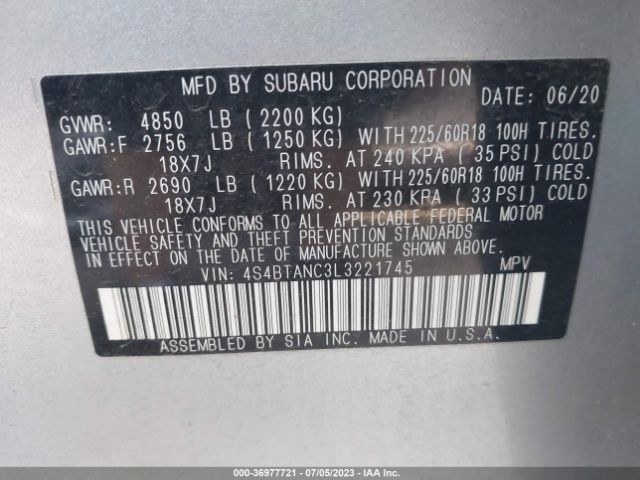 MFD BY SUBARU CORPORATION
DATE: 06/20
GVWR: 4850 LB (2200 KG)
GAWR:F 2756 LB (1250 KG) WITH 225/60R18 100H TIRES.
18X7J RIMS. AT 240 KPA (35 PSI) COLD
GAWR:R 2690 LB (1220 KG) WITH 225/60R18 100H TIRES.
18X7J RIMS. AT 230 KPA (33 PSI) COLD
THIS VEHICLE CONFORMS TO ALL APPLICABLE FEDERAL MOTOR
VEHICLE SAFETY AND THEFT PREVENTION STANDARDS
IN EFFECT ON THE DATE OF MANUFACTURE SHOWN ABOVE.
VIN: 4S4BTANC3L3221745 MPV
ASSEMBLED BY SIA INC. MADE IN U.S.A.
000-36977721 - 07/05/2023 - IAA Inc.